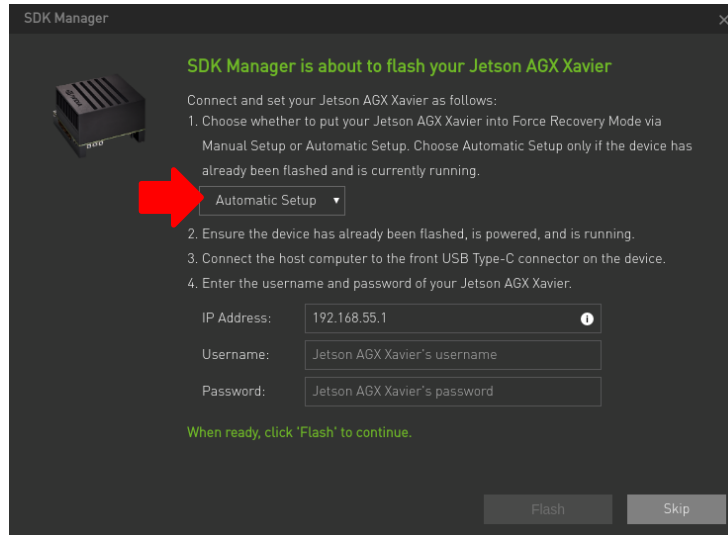 SDK Manager
SDK Manager is about to flash your Jetson AGX Xavier
Connect and set your Jetson AGX Xavier as follows:
1. Choose whether to put your Jetson AGX Xavier into Force Recovery Mode via
Manual Setup or Automatic Setup. Choose Automatic Setup only if the device has
already been flashed and is currently running.
Automatic Setup
2. Ensure the device has already been flashed, is powered, and is running.
3. Connect the host computer to the front USB Type-C connector on the device.
4. Enter the username and password of your Jetson AGX Xavier.
IP Address: 192.168.55.1
Username: Jetson AGX Xavier's username
Password: Jetson AGX Xavier's password
When ready, click 'Flash' to continue.
Flash Skip